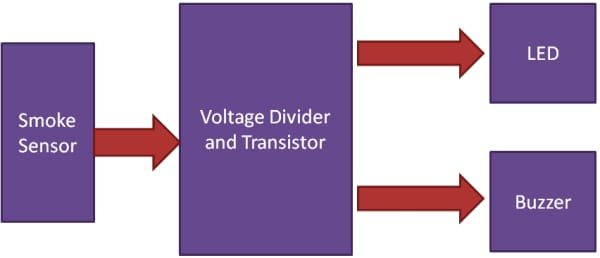 Smoke
Sensor
Voltage Divider
and Transistor
LED
Buzzer